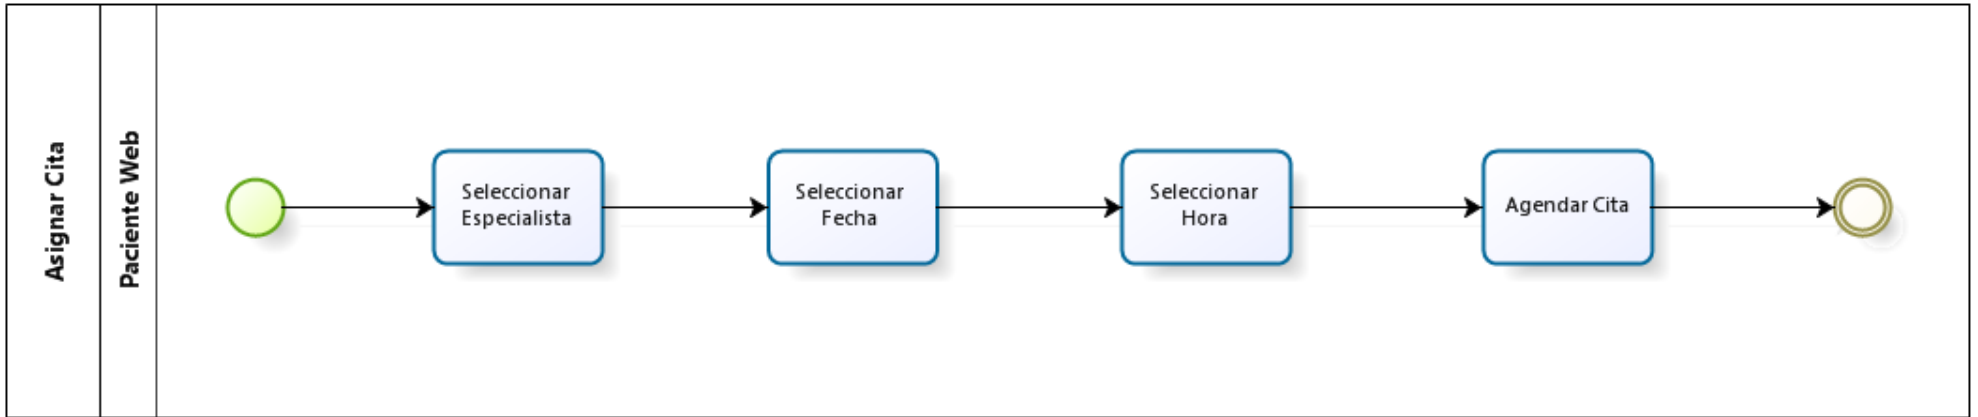 Asignar Cita
Paciente Web
Seleccionar
Especialista
Seleccionar
Fecha
Seleccionar
Hora
Agendar Cita